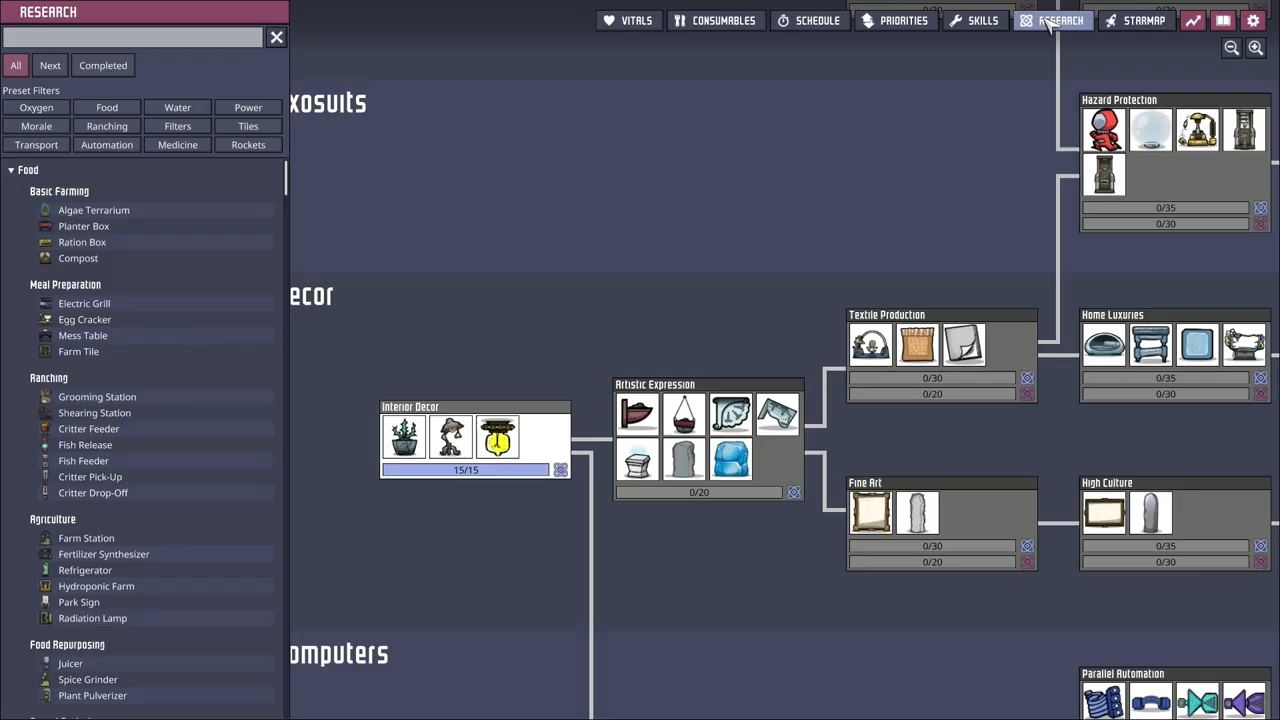 RESEARCH
VITALS
CONSUMABLES
SCHEDULE
PRIORITIES
SKILLS
RESEARCH
STARMAP
All
Next
Completed
Preset Filters
Oxygen
Food
Water
Power
Morale
Ranching
Filters
Tiles
Transport
Automation
Medicine
Rockets
Food
Basic Farming
Algae Terrarium
Planter Box
Ration Box
Compost
Meal Preparation
Electric Grill
Egg Cracker
Mess Table
Farm Tile
Ranching
Grooming Station
Shearing Station
Critter Feeder
Fish Release
Fish Feeder
Critter Pick-Up
Critter Drop-Off
Agriculture
Farm Station
Fertilizer Synthesizer
Refrigerator
Hydroponic Farm
Park Sign
Radiation Lamp
Food Repurposing
Juicer
Spice Grinder
Plant Pulverizer
xosuits
Hazard Protection
0/35
0/30
ecor
Interior Decor
15/15
Artistic Expression
0/20
Textile Production
0/30
0/20
Home Luxuries
0/35
0/30
Fine Art
0/30
0/20
High Culture
0/35
0/30
omputers
Parallel Automation